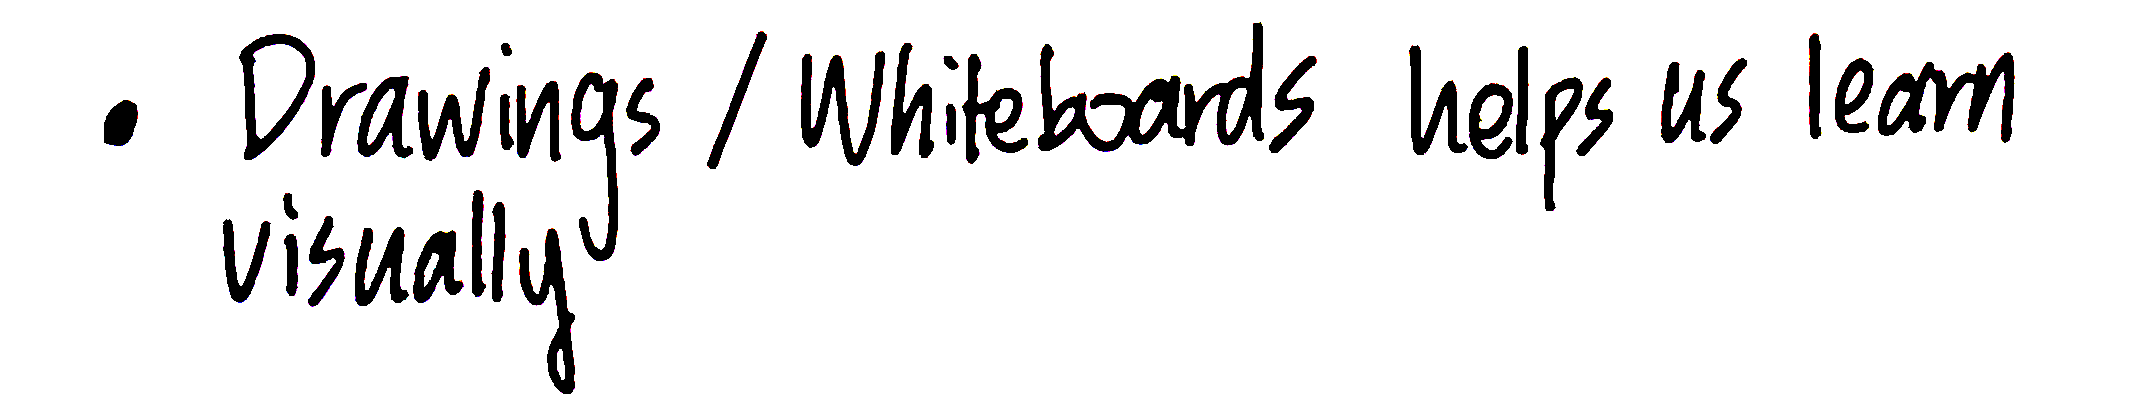 • Drawings / Whiteboards helps us learn
visually